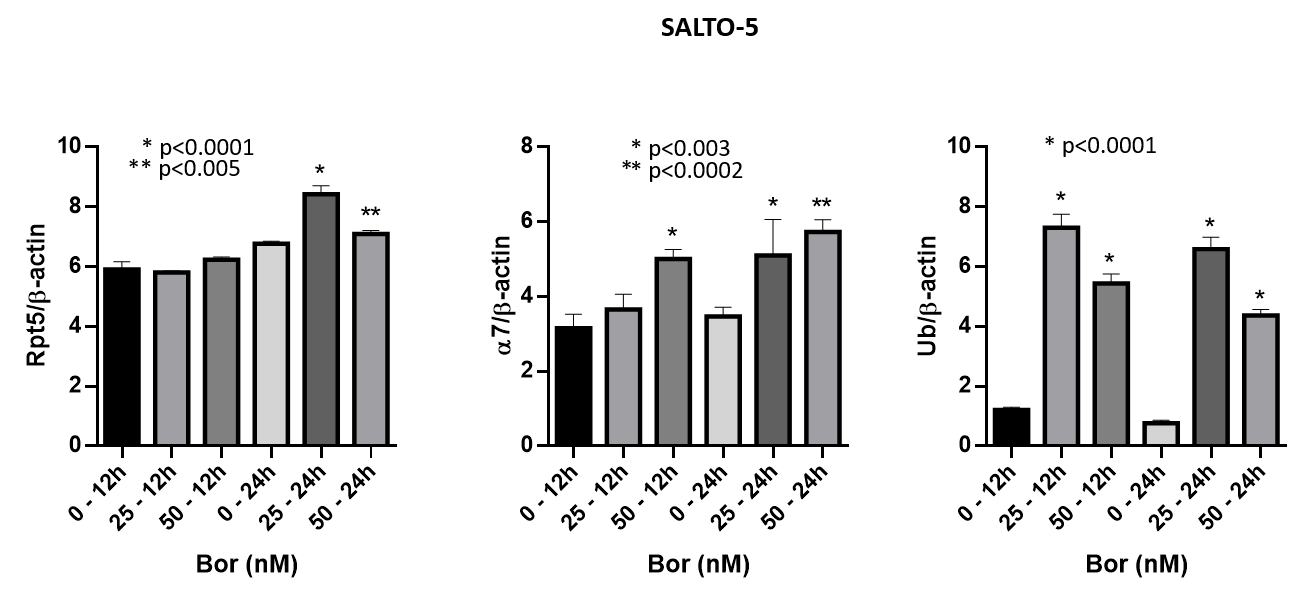 SALTO-5
* p<0.0001
** p<0.005
Rpt5/β-actin
10
8
6
4
2
0
*
**
0 - 12h
25 - 12h
50 - 12h
0 - 24h
25 - 24h
50 - 24h
Bor (nM)
* p<0.003
** p<0.0002
α7/β-actin
8
6
4
2
0
*
*
**
0 - 12h
25 - 12h
50 - 12h
0 - 24h
25 - 24h
50 - 24h
Bor (nM)
* p<0.0001
Ub/β-actin
10
8
6
4
2
0
*
*
*
*
0 - 12h
25 - 12h
50 - 12h
0 - 24h
25 - 24h
50 - 24h
Bor (nM)